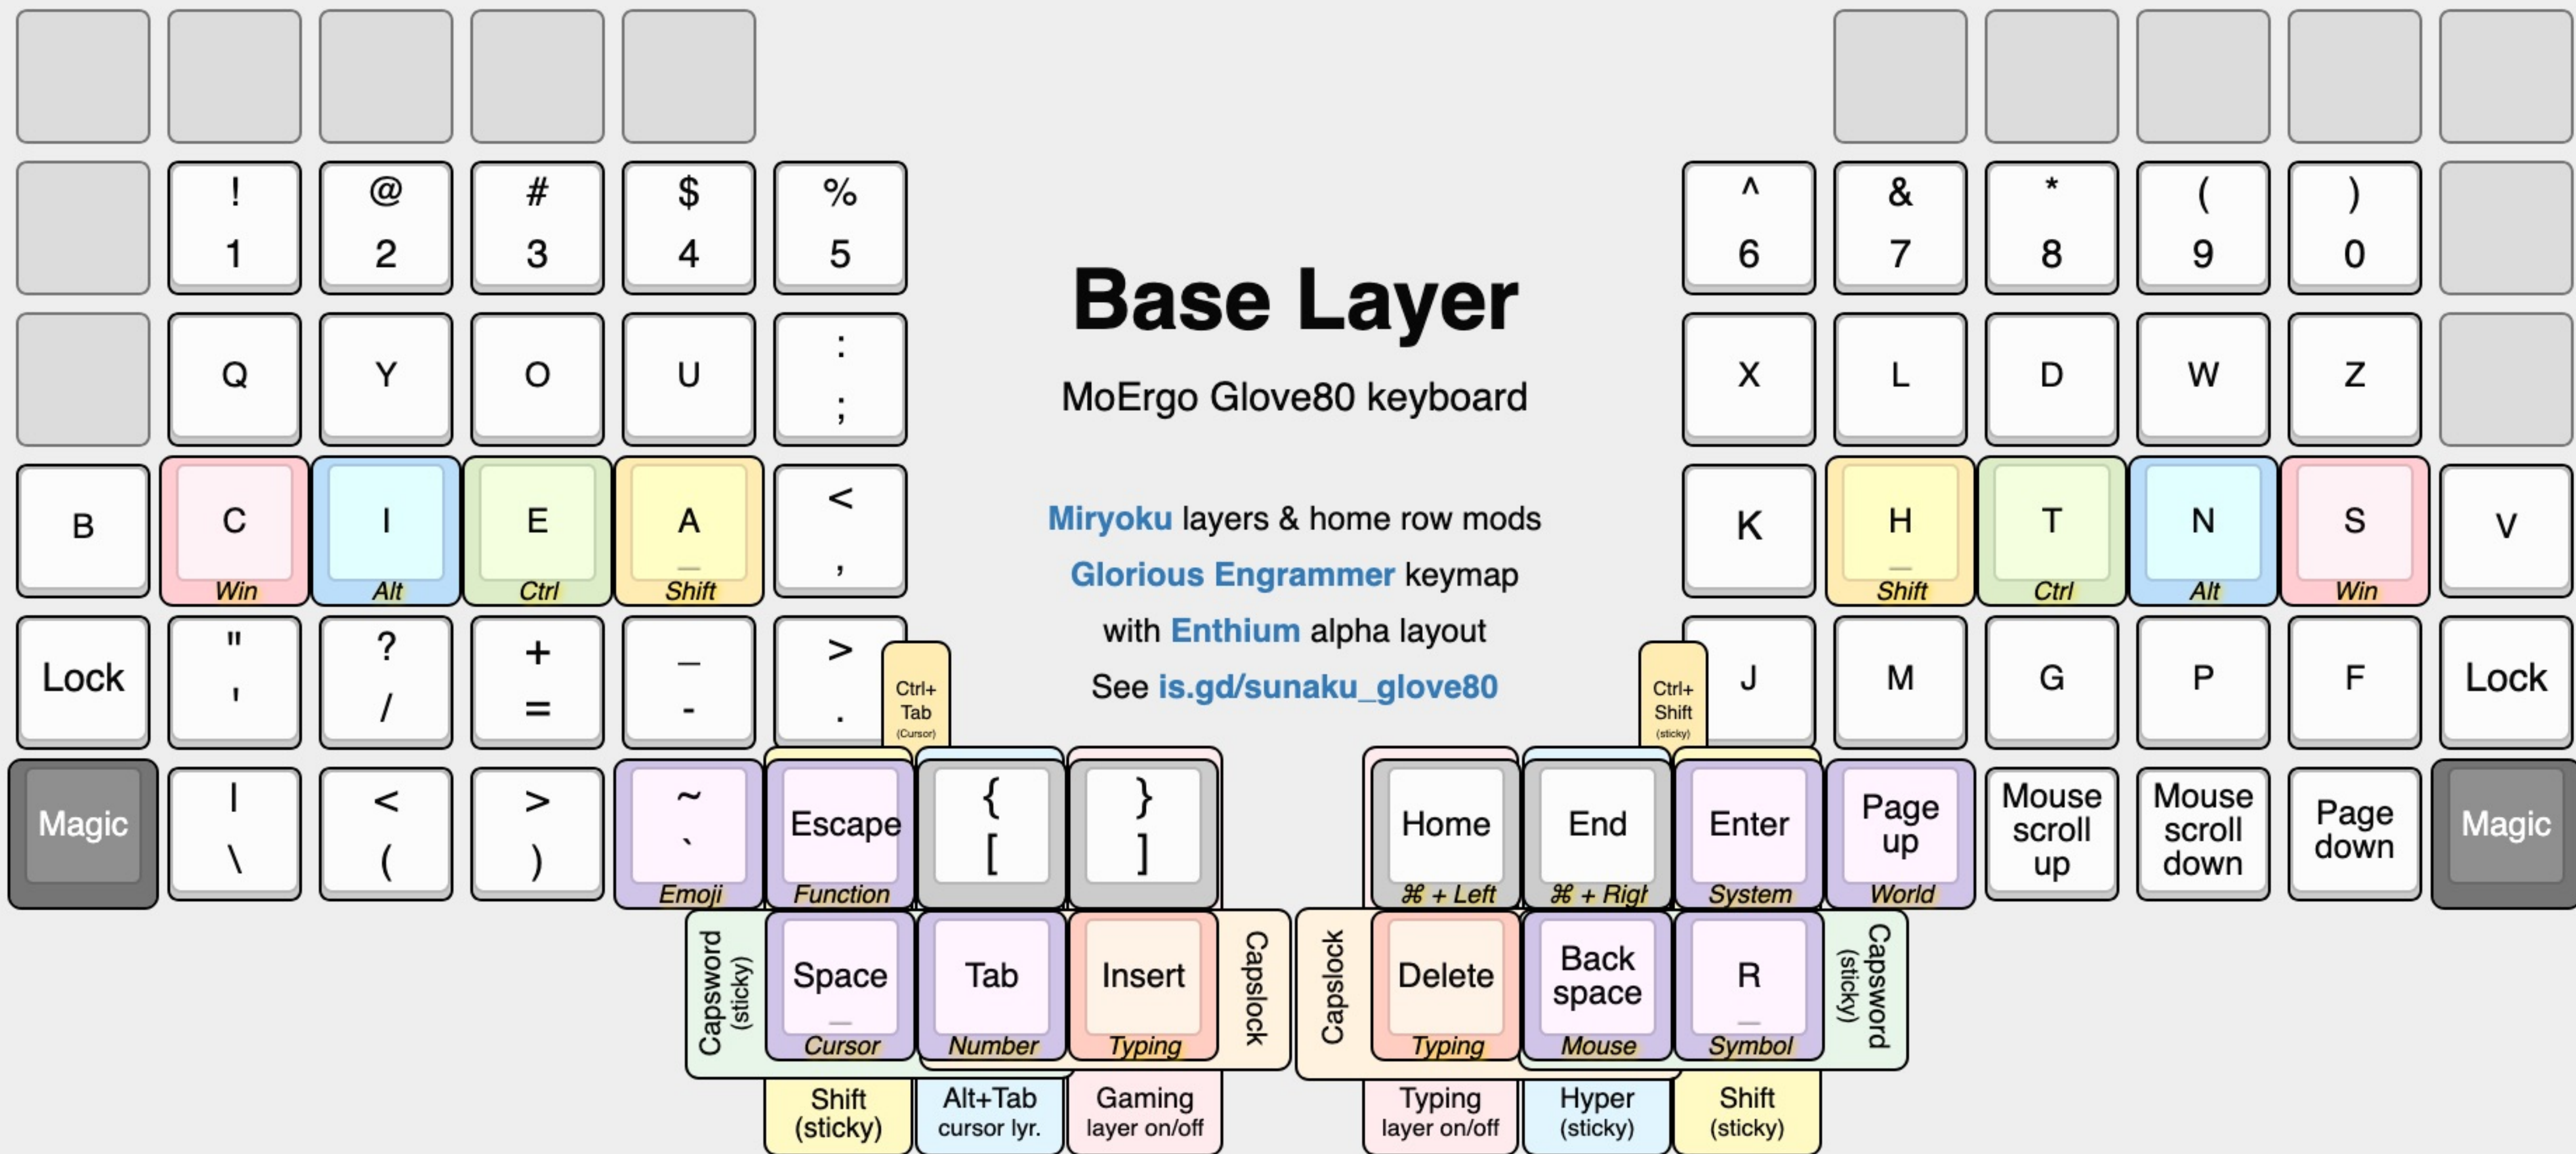 ! @ # $ % ^ & * ( )
1 2 3 4 5 6 7 8 9 0
Base Layer
Q Y O U : X L D W Z
;
MoErgo Glove80 keyboard
B C I E A < K H T N S V
_ , _
Win Alt Ctrl Shift Shift Ctrl Alt Win
Miryoku layers & home row mods
Glorious Engrammer keymap
with Enthium alpha layout
See is.gd/sunaku_glove80
Lock " ? + _ > J M G P F Lock
' / = - .
Ctrl+
Tab
(Cursor)
Ctrl+
Shift
(sticky)
Magic | < > ~ Escape { } Home End Enter Page up Mouse scroll up Mouse scroll down Page down Magic
\ ( ) ` [ ]
Emoji Function ⌘ + Left ⌘ + Righ System World
Capsword
(sticky)
Space Tab Insert
_
Cursor Number Typing
Capslock
Capslock
Delete Back space R
_
Typing Mouse Symbol
Capsword
(sticky)
Shift
(sticky)
Alt+Tab
cursor lyr.
Gaming
layer on/off
Typing
layer on/off
Hyper
(sticky)
Shift
(sticky)